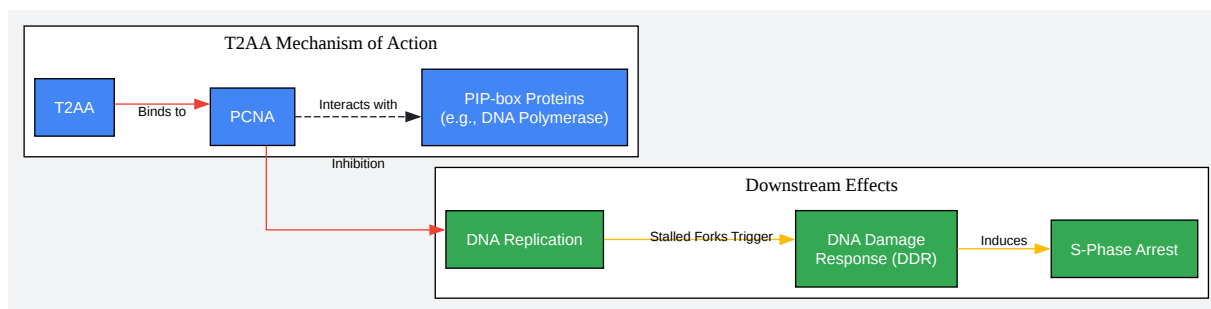 T2AA Mechanism of Action
T2AA
Binds to
PCNA
Interacts with
PIP-box Proteins
(e.g., DNA Polymerase)
Inhibition
Downstream Effects
DNA Replication
Stalled Forks Trigger
DNA Damage
Response (DDR)
Induces
S-Phase Arrest